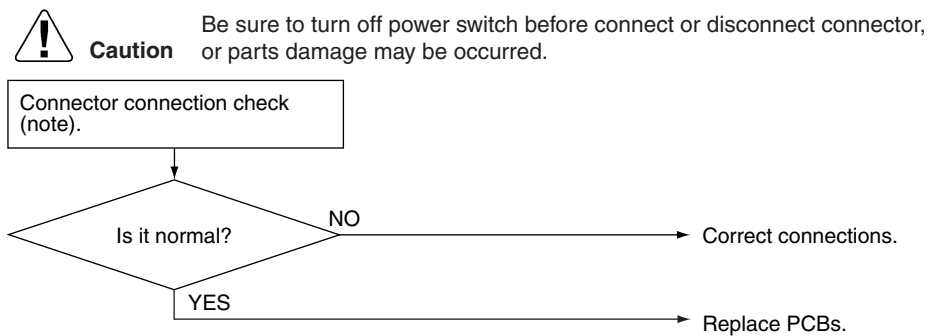 Be sure to turn off power switch before connect or disconnect connector,
Caution or parts damage may be occurred.
Connector connection check
(note).
Is it normal?
NO
Correct connections.
YES
Replace PCBs.